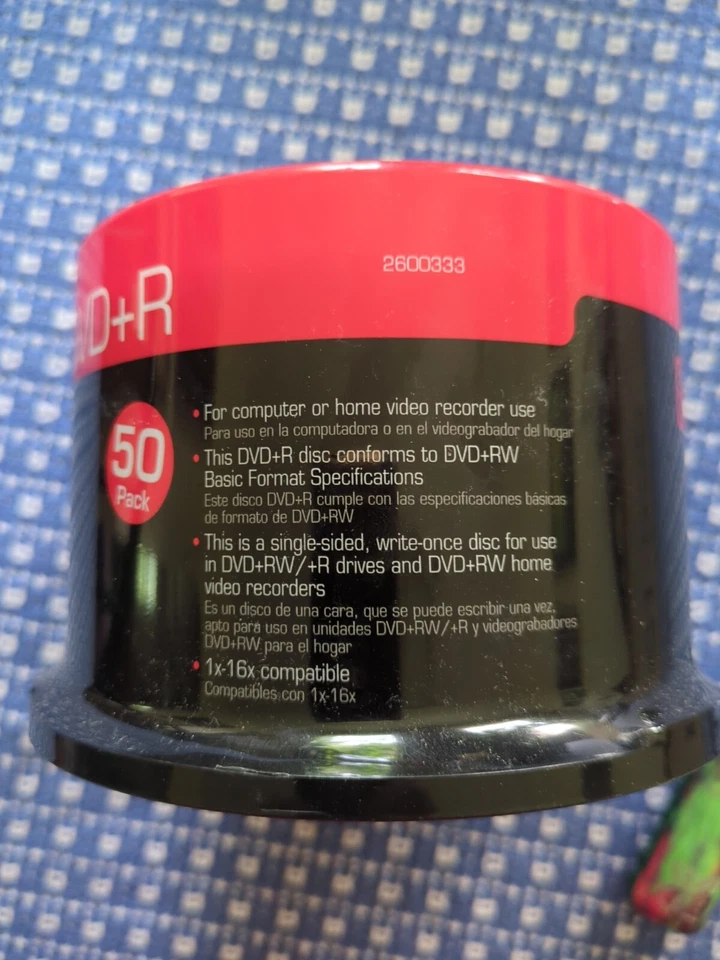 2600333
VD+R
50
Pack
• For computer or home video recorder use
Para uso en la computadora o en el videograbador del hogar
• This DVD+R disc conforms to DVD+RW
Basic Format Specifications
Este disco DVD+R cumple con las especificaciones básicas
de formato de DVD+RW
• This is a single-sided, write-once disc for use
in DVD+RW/+R drives and DVD+RW home
video recorders
Es un disco de una cara, que se puede escribir una vez,
apto para uso en unidades DVD+RW/+R y videograbadores
DVD+RW para el hogar
• 1x-16x compatible
Compatibles con 1x-16x